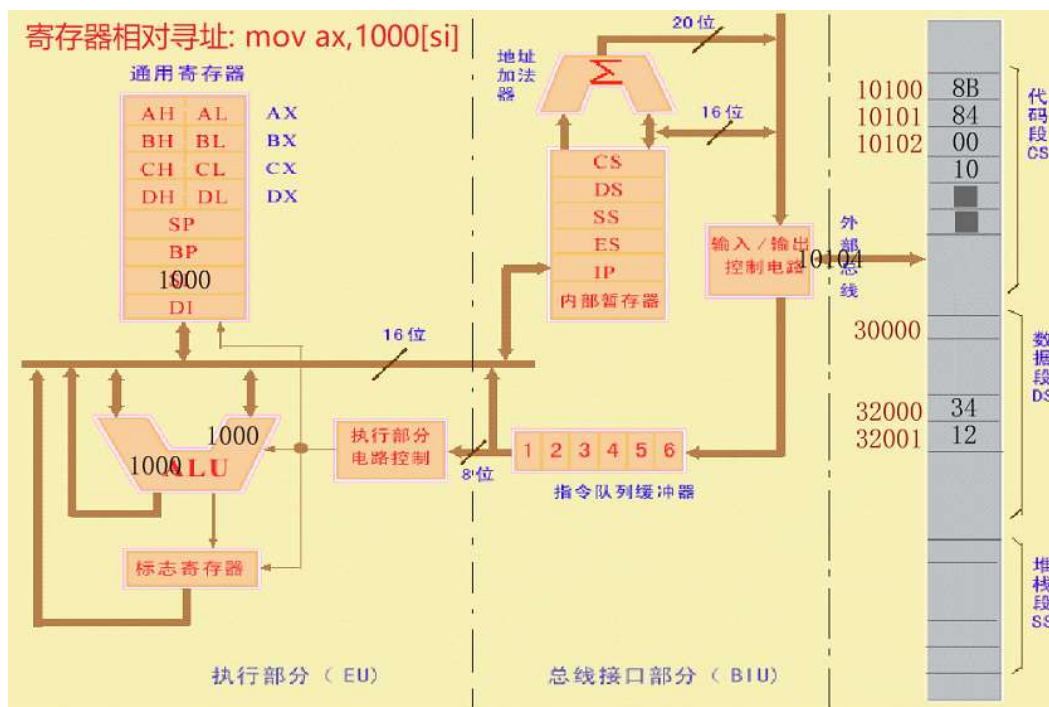 寄存器相对寻址: mov ax,1000[si]
通用寄存器
AH AL AX
BH BL BX
CH CL CX
DH DL DX
SP
BP
1000
DI
16位
1000
1000
ALU
执行部分
电路控制
8位
标志寄存器
执行部分（EU)
20位
地址
加法
器
Σ
16位
CS
DS
SS
ES
IP
内部暂存器
输入/输出
控制电路
10104
外
部
总
线
1 2 3 4 5 6
指令队列缓冲器
总线接口部分（BIU)
10100 8B
10101 84
10102 00
10
代
码
段
CS
30000
32000 34
32001 12
数
据
段
DS
堆
栈
段
SS